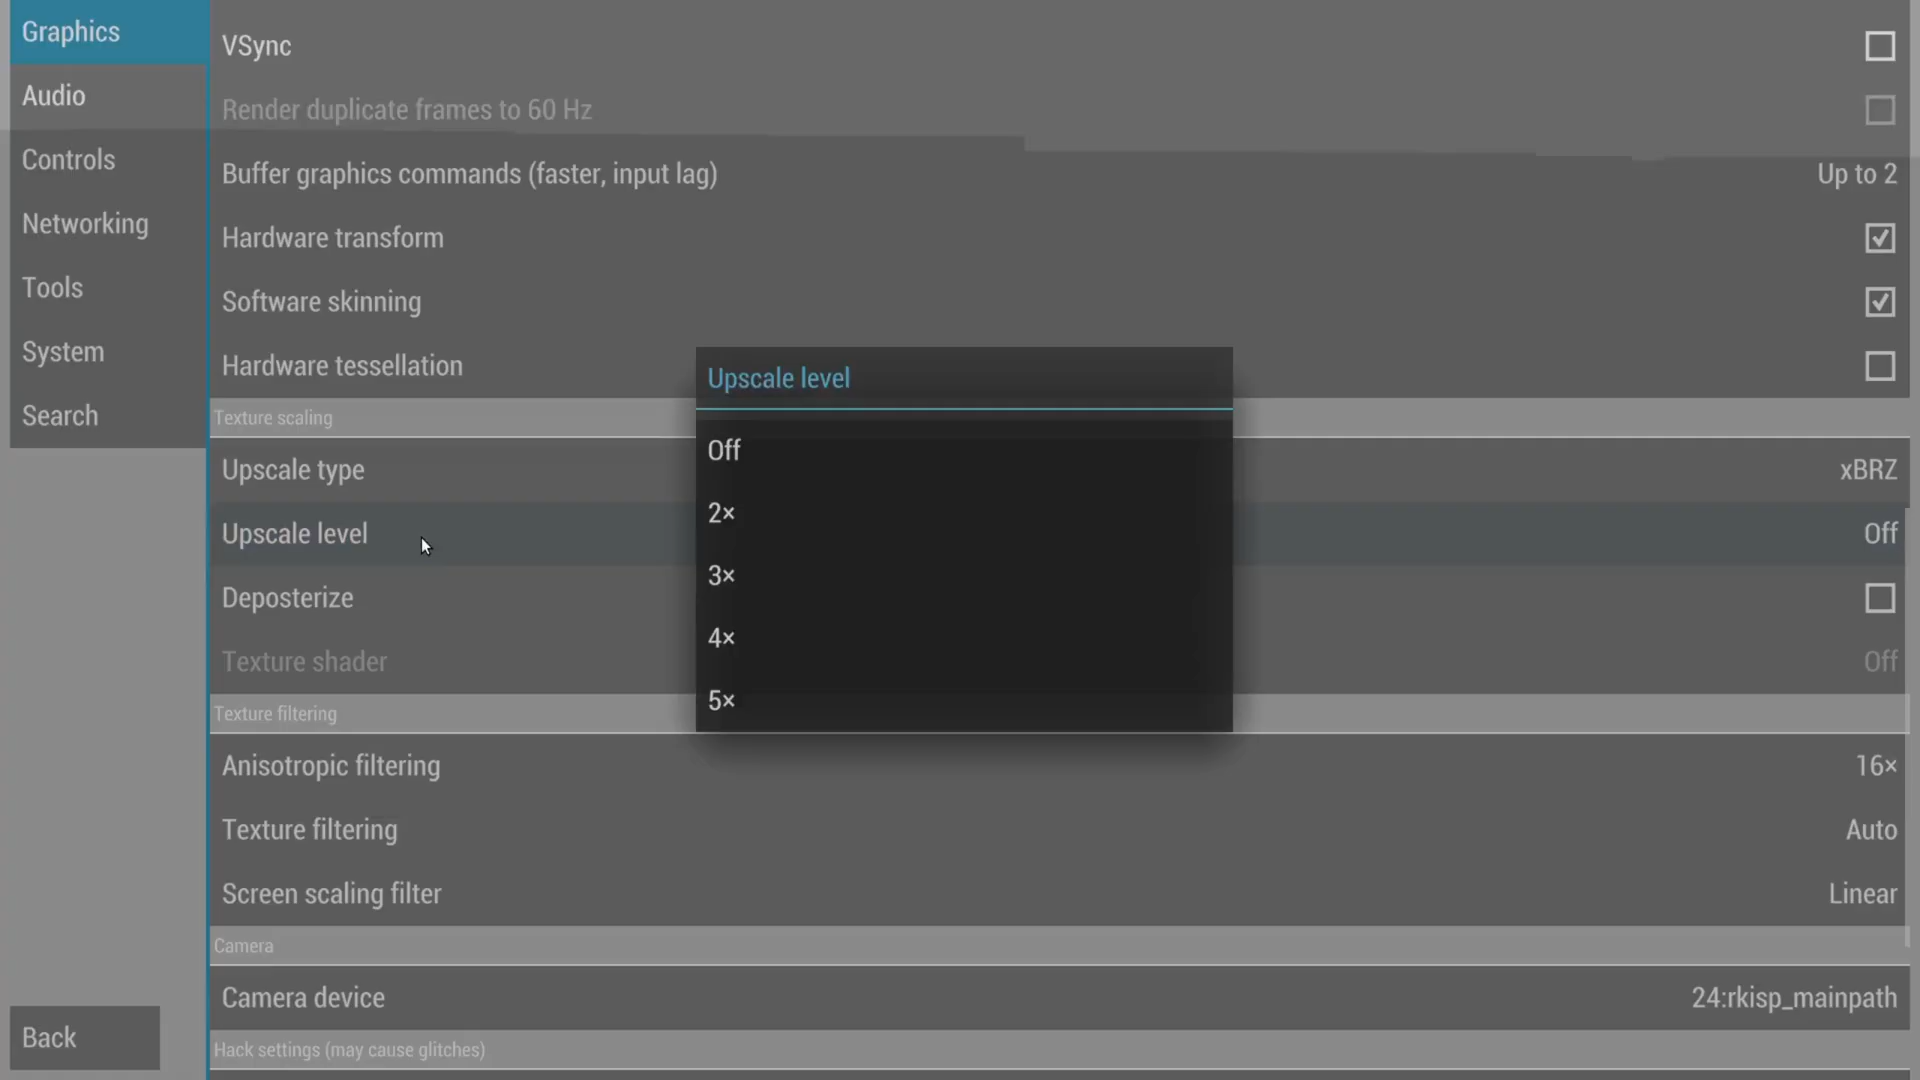 Graphics
Audio
Controls
Networking
Tools
System
Search
Back
VSync
Render duplicate frames to 60 Hz
Buffer graphics commands (faster, input lag) Up to 2
Hardware transform
Software skinning
Hardware tessellation
Texture scaling
Upscale type xBRZ
Upscale level Off
Deposterize
Texture shader Off
Texture filtering
Anisotropic filtering 16×
Texture filtering Auto
Screen scaling filter Linear
Camera
Camera device 24:rkisp_mainpath
Hack settings (may cause glitches)
Upscale level
Off
2×
3×
4×
5×